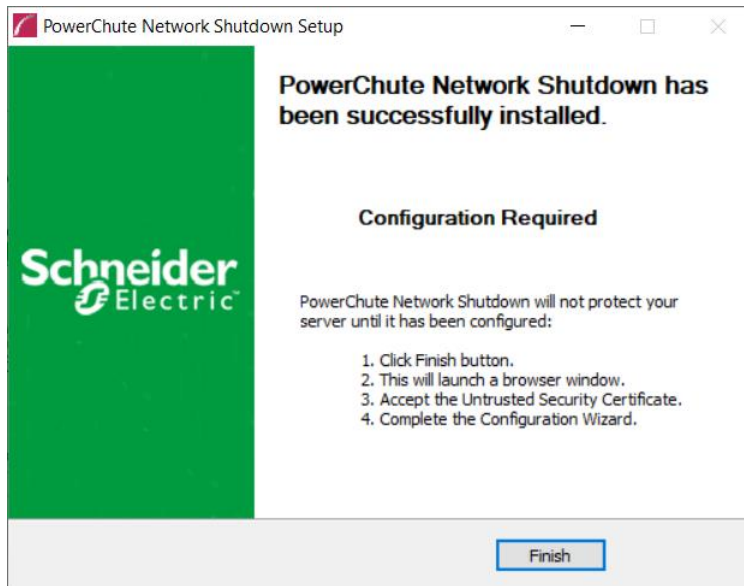 PowerChute Network Shutdown Setup
PowerChute Network Shutdown has
been successfully installed.
Configuration Required
Schneider
Electric™
PowerChute Network Shutdown will not protect your
server until it has been configured:
1. Click Finish button.
2. This will launch a browser window.
3. Accept the Untrusted Security Certificate.
4. Complete the Configuration Wizard.
Finish